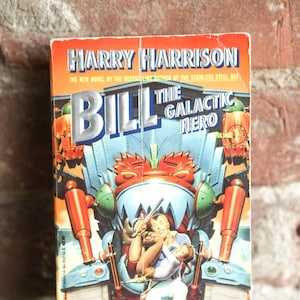 HARRY HARRISON
THE NEW NOVEL BY THE BESTSELLING AUTHOR OF THE STAINLESS STEEL RAT
BILL THE
GALACTIC
HERO